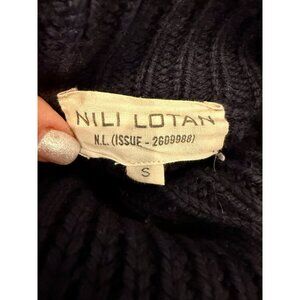 NILI LOTAN
N.L. (ISSUE - 2609988)
S